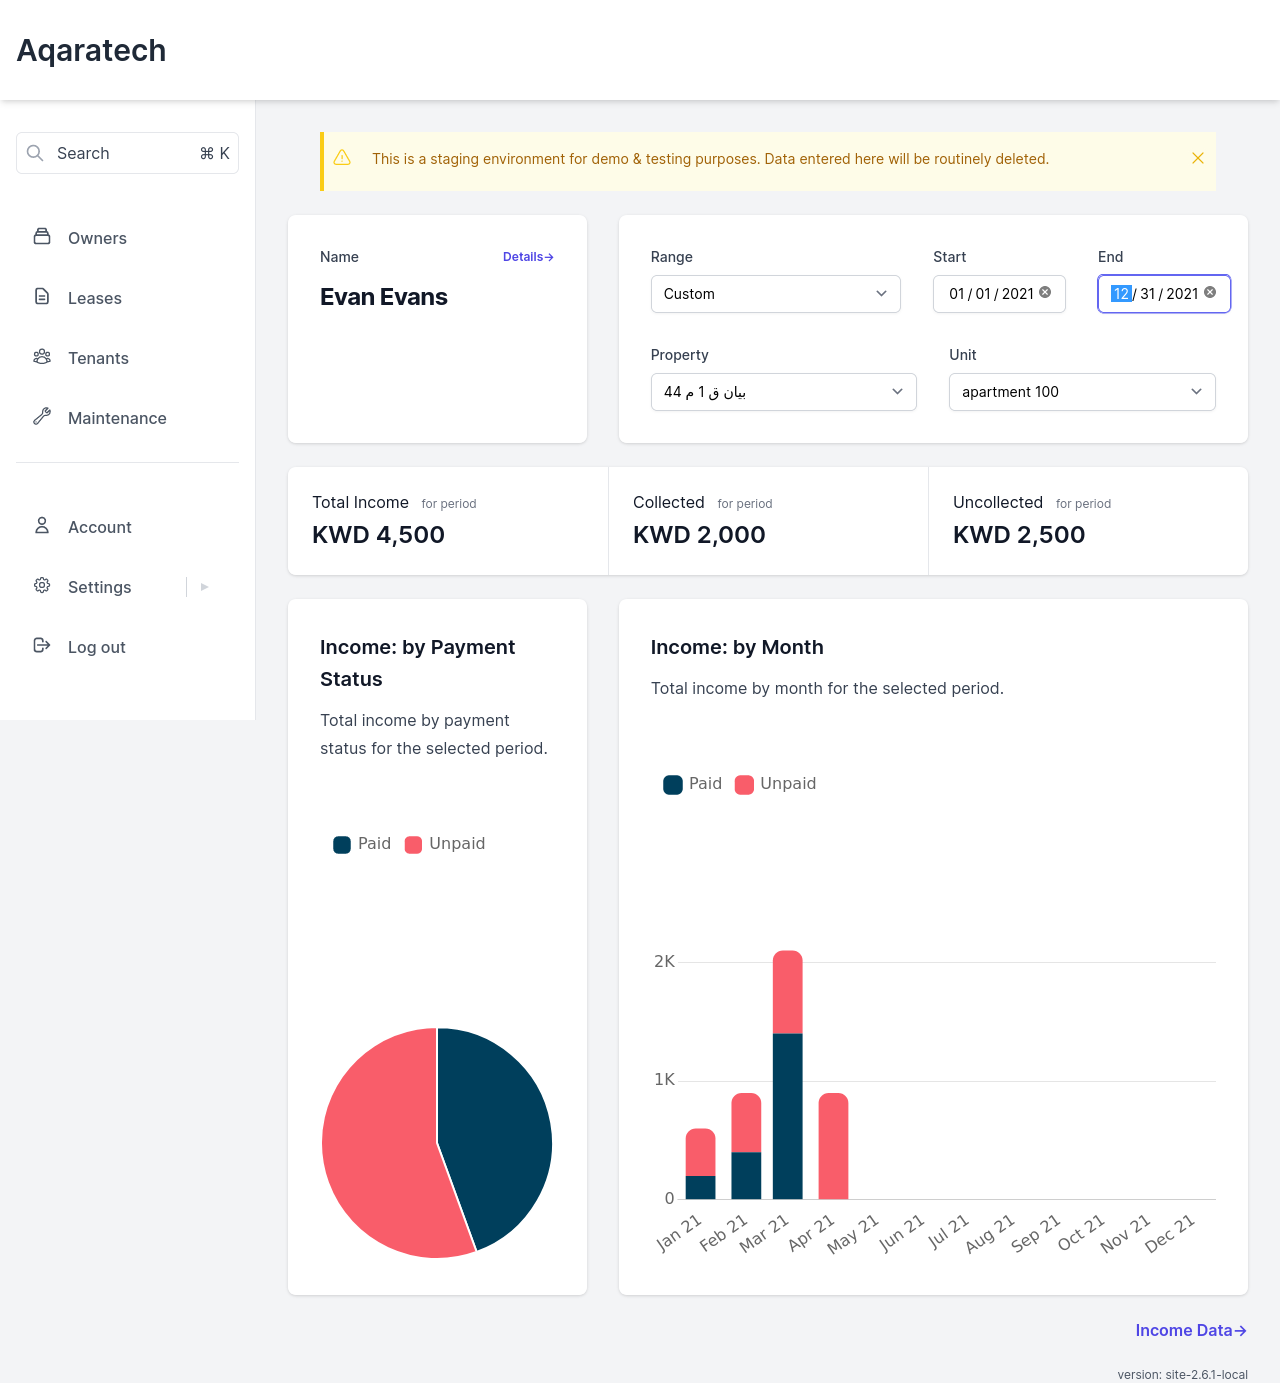 Aqaratech
Search ⌘ K
This is a staging environment for demo & testing purposes. Data entered here will be routinely deleted.
Owners
Leases
Tenants
Maintenance
Account
Settings
Log out
Name Details→
Evan Evans
Range Start End
Custom 01 / 01 / 2021 12 / 31 / 2021
Property Unit
بيان ق 1 م 44 apartment 100
Total Income for period
KWD 4,500
Collected for period
KWD 2,000
Uncollected for period
KWD 2,500
Income: by Payment
Status
Total income by payment
status for the selected period.
Paid Unpaid
Income: by Month
Total income by month for the selected period.
Paid Unpaid
2K
1K
0
Jan 21 Feb 21 Mar 21 Apr 21 May 21 Jun 21 Jul 21 Aug 21 Sep 21 Oct 21 Nov 21 Dec 21
Income Data→
version: site-2.6.1-local